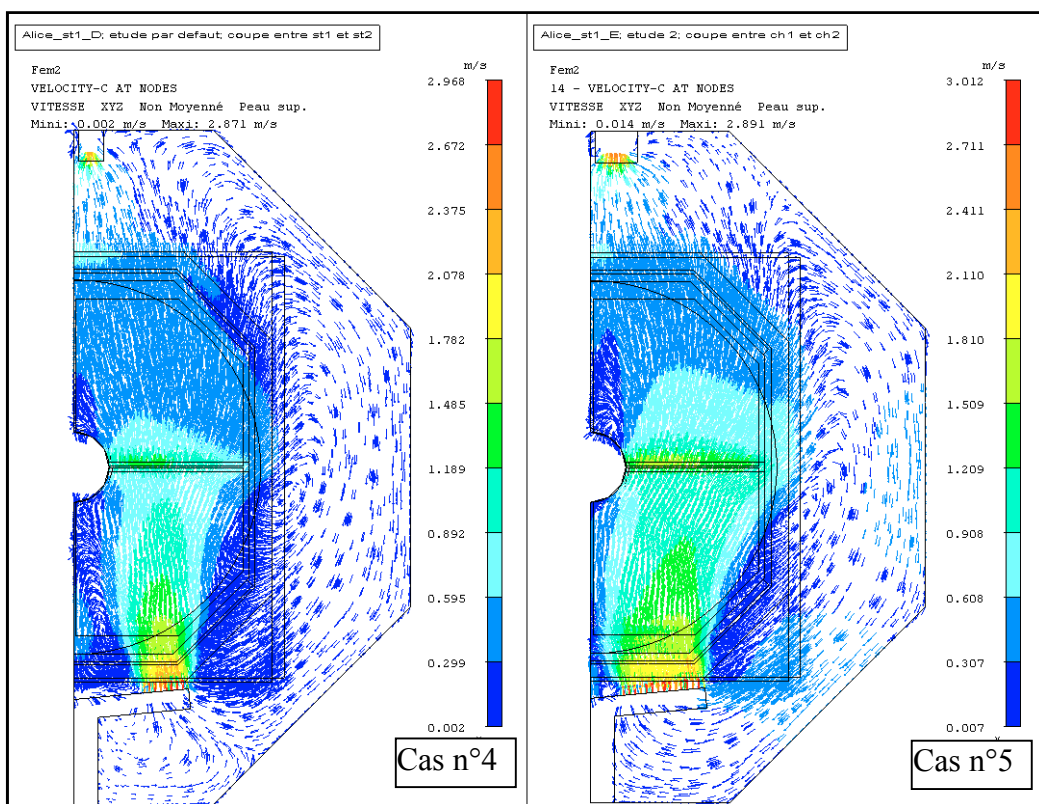 Alice_st1_D; etude par defaut; coupe entre st1 et st2
Fem2
VELOCITY-C AT NODES
VITESSE XYZ Non Moyenné Peau sup.
Mini: 0.002 m/s Maxi: 2.871 m/s
m/s
2.968
2.672
2.375
2.078
1.782
1.485
1.189
0.892
0.595
0.299
0.002
Cas n°4
Alice_st1_E; etude 2; coupe entre ch1 et ch2
Fem2
14 - VELOCITY-C AT NODES
VITESSE XYZ Non Moyenné Peau sup.
Mini: 0.014 m/s Maxi: 2.891 m/s
m/s
3.012
2.711
2.411
2.110
1.810
1.509
1.209
0.908
0.608
0.307
0.007
Cas n°5